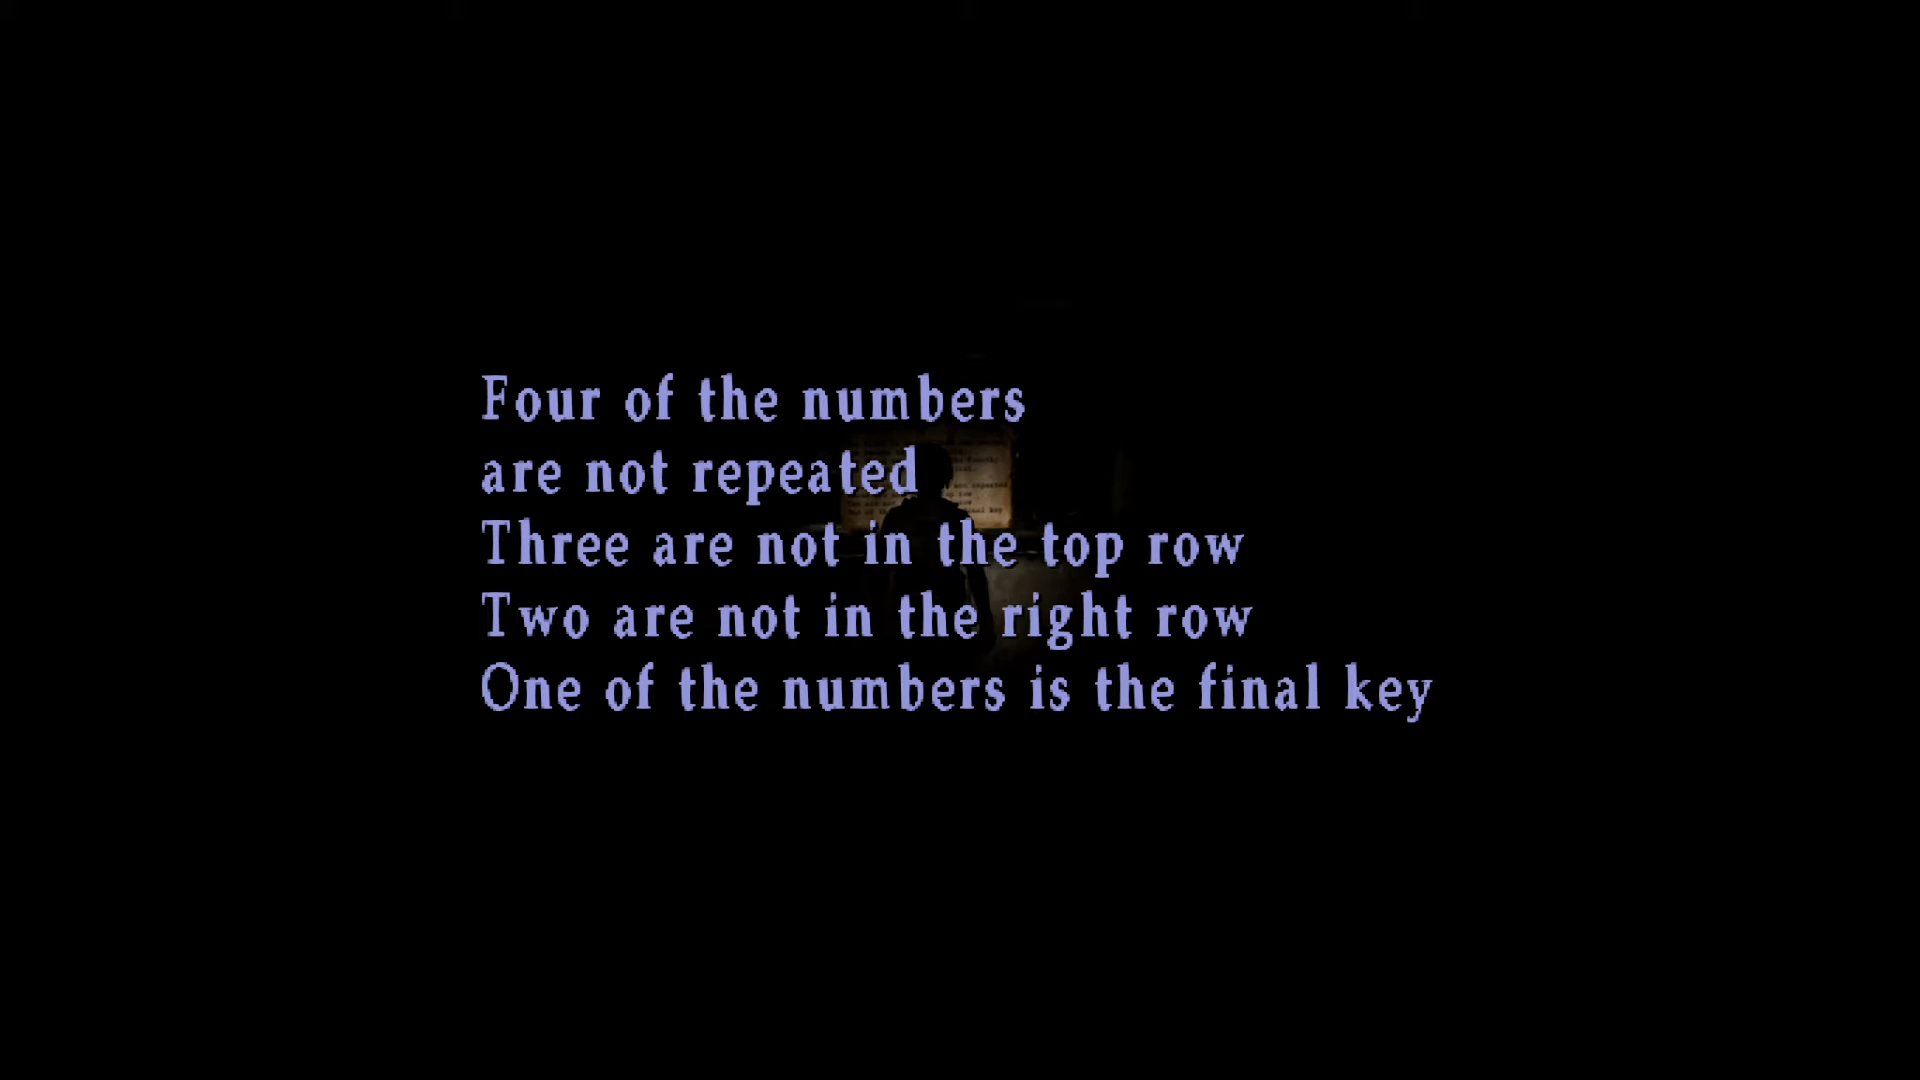 Four of the numbers
are not repeated
Three are not in the top row
Two are not in the right row
One of the numbers is the final key